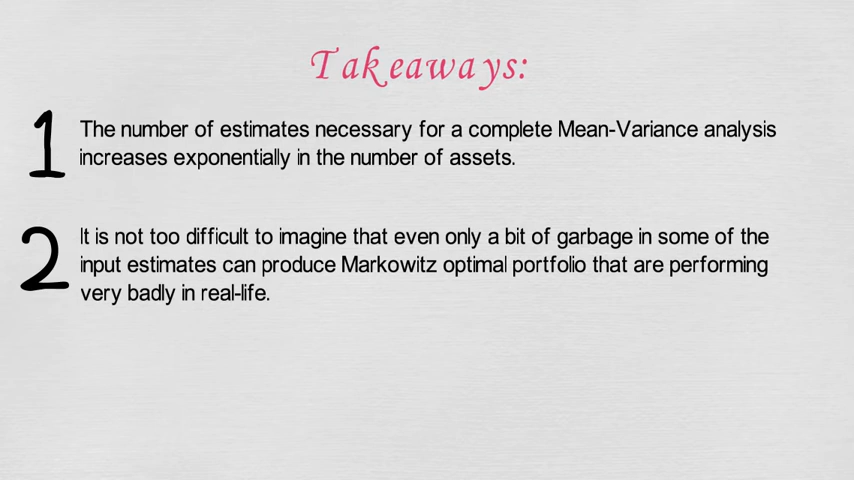 Takeaways:
1
The number of estimates necessary for a complete Mean-Variance analysis
increases exponentially in the number of assets.
2
It is not too difficult to imagine that even only a bit of garbage in some of the
input estimates can produce Markowitz optimal portfolio that are performing
very badly in real-life.